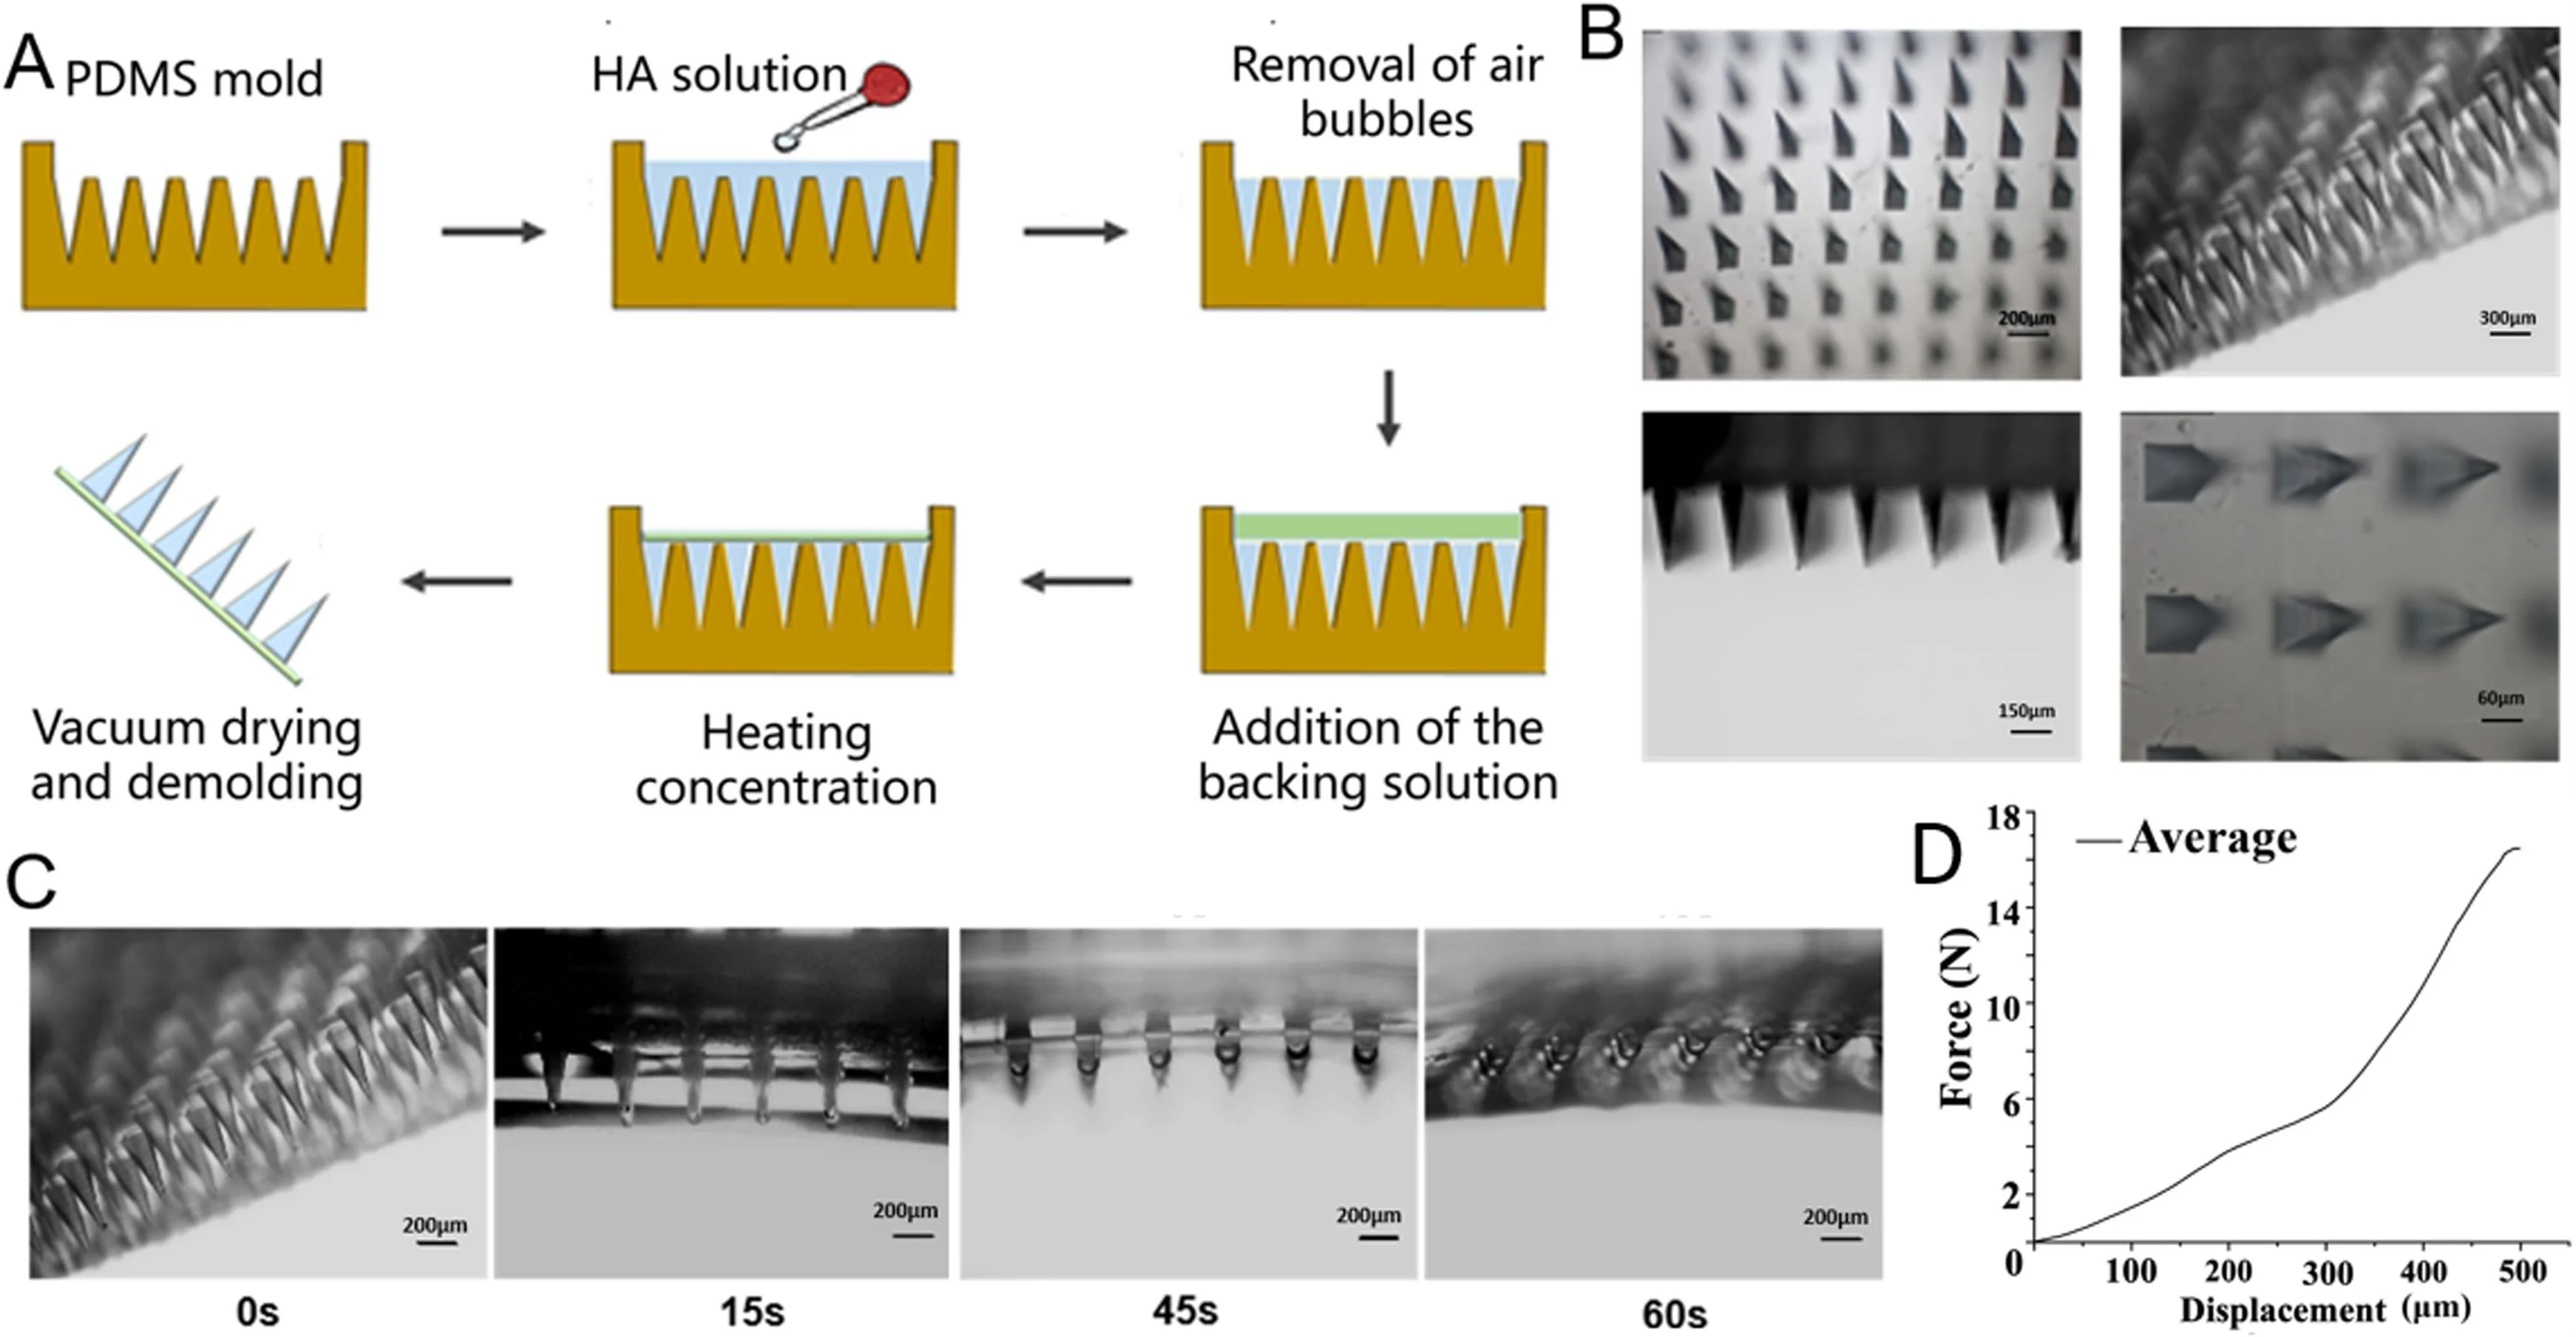 A
PDMS mold
HA solution
Removal of air
bubbles
Vacuum drying
and demolding
Heating
concentration
Addition of the
backing solution
B
200μm
300μm
150μm
60μm
C
200μm
200μm
200μm
200μm
0s
15s
45s
60s
D
Average
Force (N)
18
14
10
6
2
0
100
200
300
400
500
Displacement (μm)